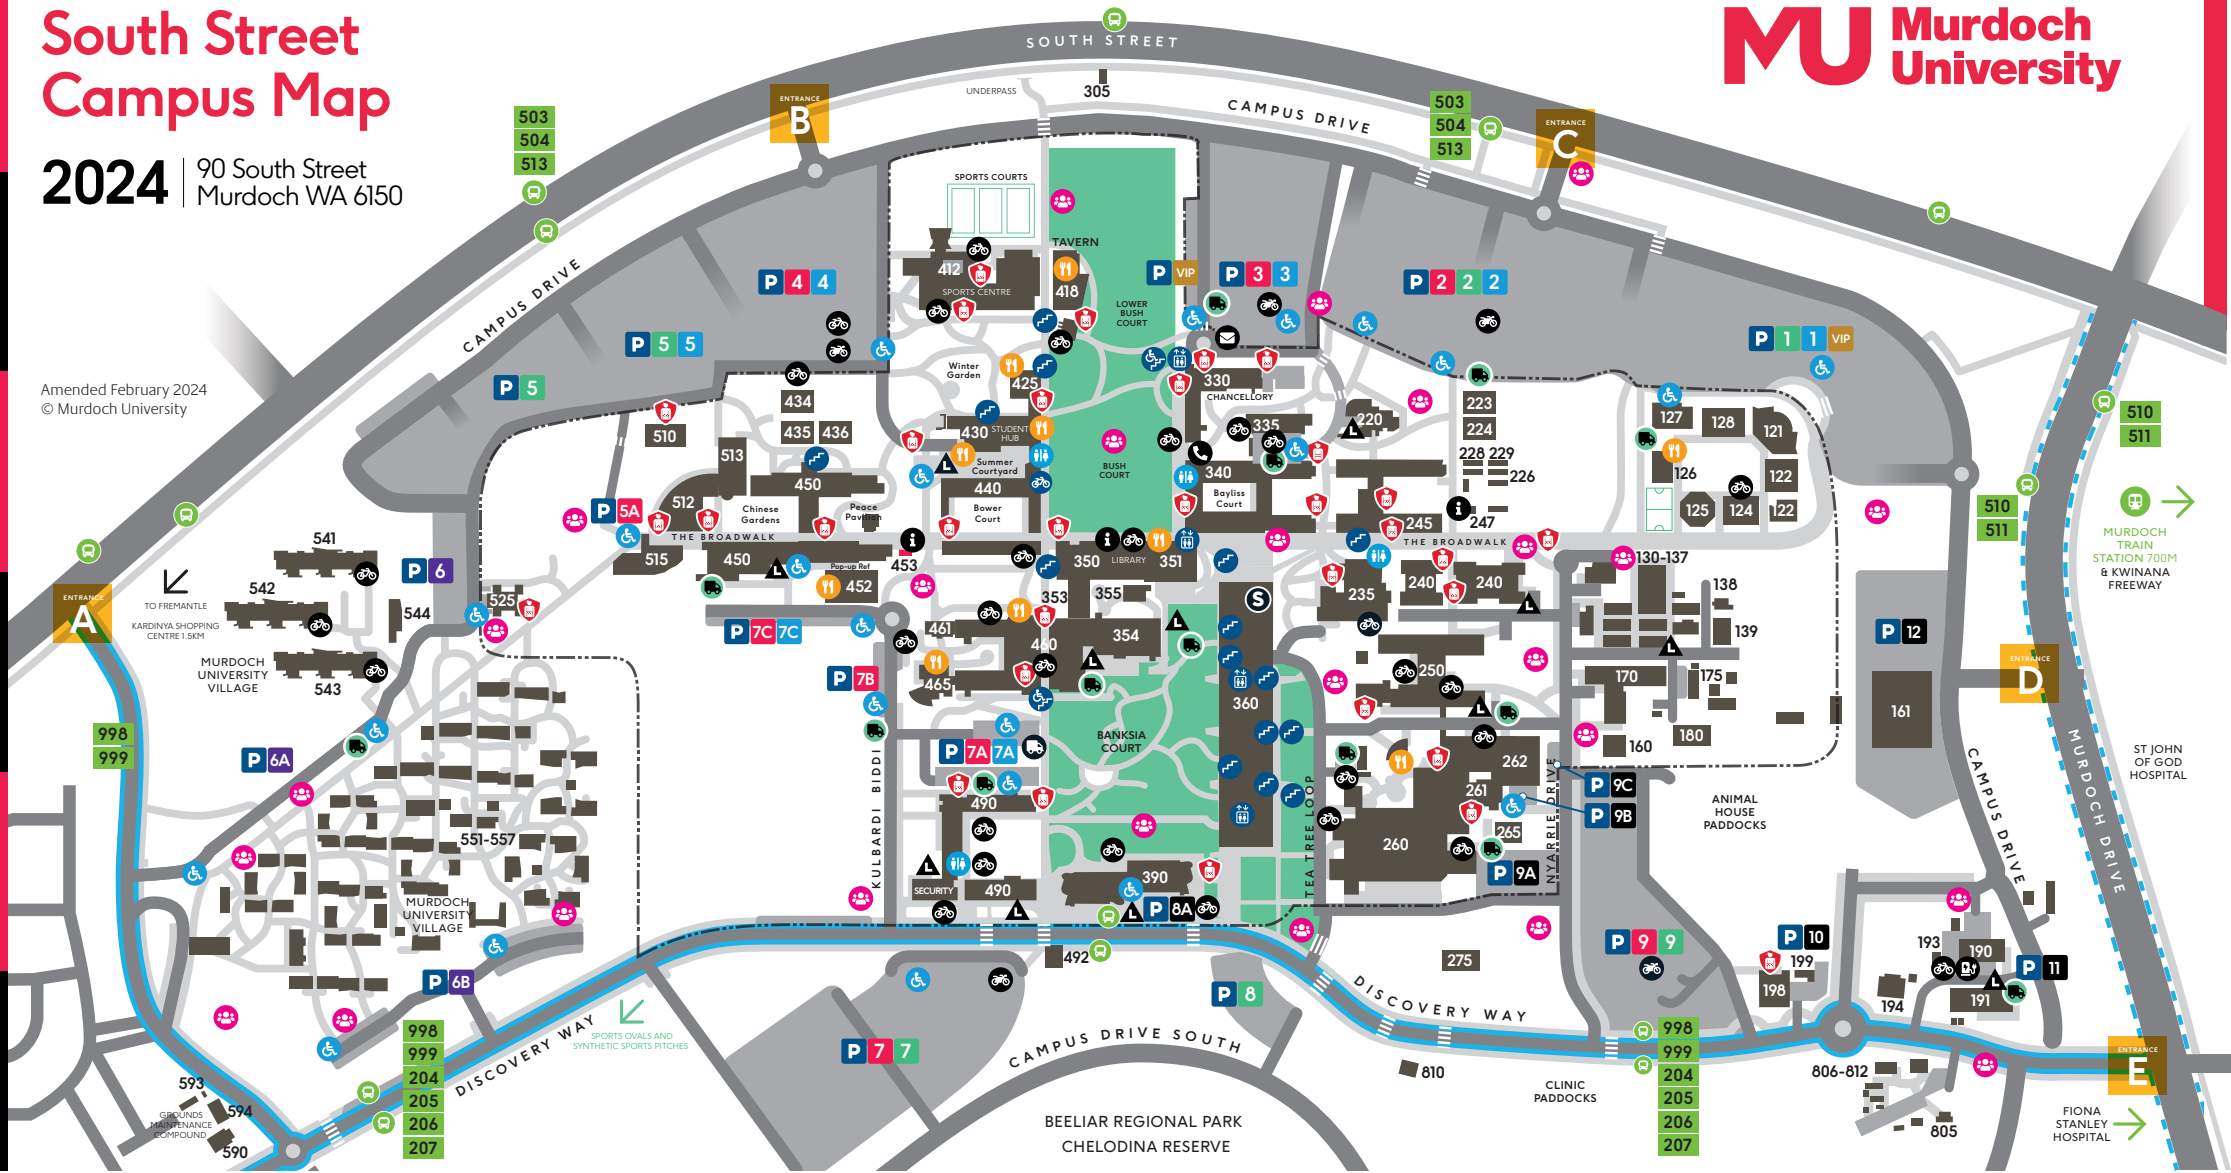 South Street
Campus Map
2024
90 South Street
Murdoch WA 6150
MU Murdoch
University
Amended February 2024
© Murdoch University
SOUTH STREET
UNDERPASS
305
CAMPUS DRIVE
503
504
513
ENTRANCE
B
503
504
513
ENTRANCE
C
SPORTS COURTS
TAVERN
412
SPORTS CENTRE
418
LOWER
BUSH
COURT
P VIP
P 3 3
P 2 2 2
P 4 4
CAMPUS DRIVE
P 5 5
P 5
P 1 1 VIP
510
511
Winter
Garden
425
330
CHANCELLORY
434
435
436
510
513
430
STUDENT
HUB
Summer
Courtyard
BUSH
COURT
335
220
223
224
228
229
226
127
128
121
126
122
340
Bayliss
Court
450
440
512
Chinese
Gardens
Peace
Pavilion
Bower
Court
125
124
122
P 5A
THE BROADWALK
245
247
THE BROADWALK
510
511
MURDOCH
TRAIN
STATION 700M
& KWINANA
FREEWAY
541
542
544
543
P 6
ENTRANCE
A
TO FREMANTLE
KARDINYA SHOPPING
CENTRE 1.5KM
MURDOCH
UNIVERSITY
VILLAGE
515
450
Pop-up Ref
452
453
350
LIBRARY
351
353
355
S
235
240
240
130-137
138
139
525
P 7C 7C
461
460
354
465
P 7B
250
170
175
P 12
ENTRANCE
D
161
998
999
P 6A
P 7A 7A
BANKSIA
COURT
360
160
180
262
261
P 9C
P 9B
ANIMAL
HOUSE
PADDOCKS
CAMPUS DRIVE
MURDOCH DRIVE
ST JOHN
OF GOD
HOSPITAL
KULBARDI BIDDI
490
551-557
TEA TREE LOOP
260
265
P 9A
NYARRIE DRIVE
MURDOCH
UNIVERSITY
VILLAGE
SECURITY
490
390
P 8A
492
275
P 9 9
P 10
199
198
193
190
P 11
191
194
P 6B
P 8
DISCOVERY WAY
SPORTS OVALS AND
SYNTHETIC SPORTS PITCHES
P 7 7
CAMPUS DRIVE SOUTH
DISCOVERY WAY
998
999
204
205
206
207
998
999
204
205
206
207
810
CLINIC
PADDOCKS
806-812
805
ENTRANCE
E
FIONA
STANLEY
HOSPITAL
593
594
GROUNDS
MAINTENANCE
COMPOUND
590
BEELIAR REGIONAL PARK
CHELODINA RESERVE